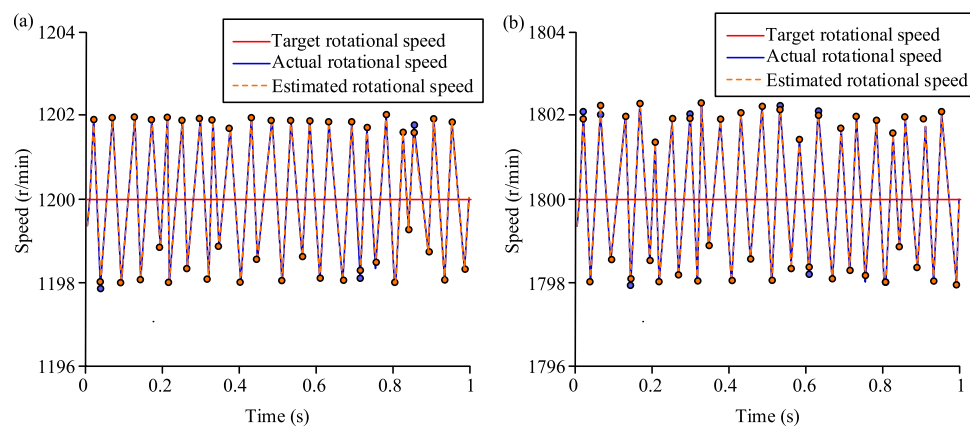 (a)
1204
Target rotational speed
Actual rotational speed
Estimated rotational speed
1202
1200
1198
1196
Speed (r/min)
0
0.2
0.4
0.6
0.8
1
Time (s)
(b)
1804
Target rotational speed
Actual rotational speed
Estimated rotational speed
1802
1800
1798
1796
Speed (r/min)
0
0.2
0.4
0.6
0.8
1
Time (s)